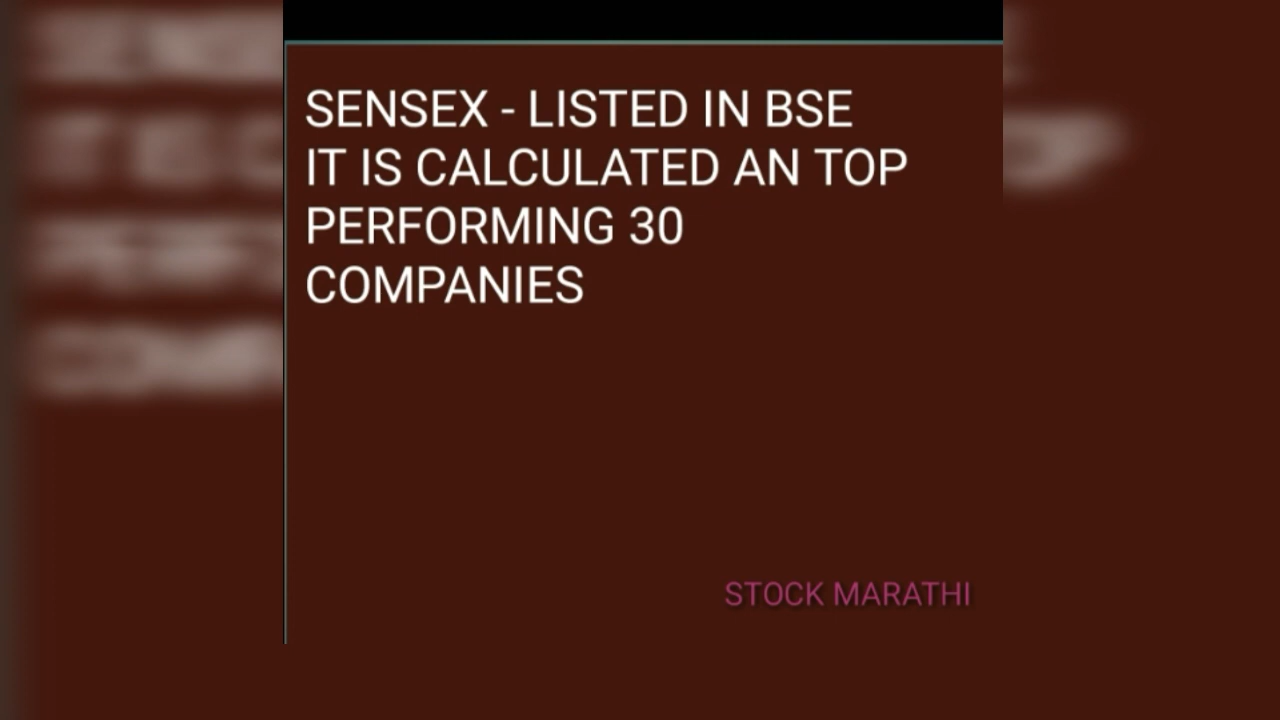 SENSEX - LISTED IN BSE
IT IS CALCULATED AN TOP
PERFORMING 30
COMPANIES
STOCK MARATHI